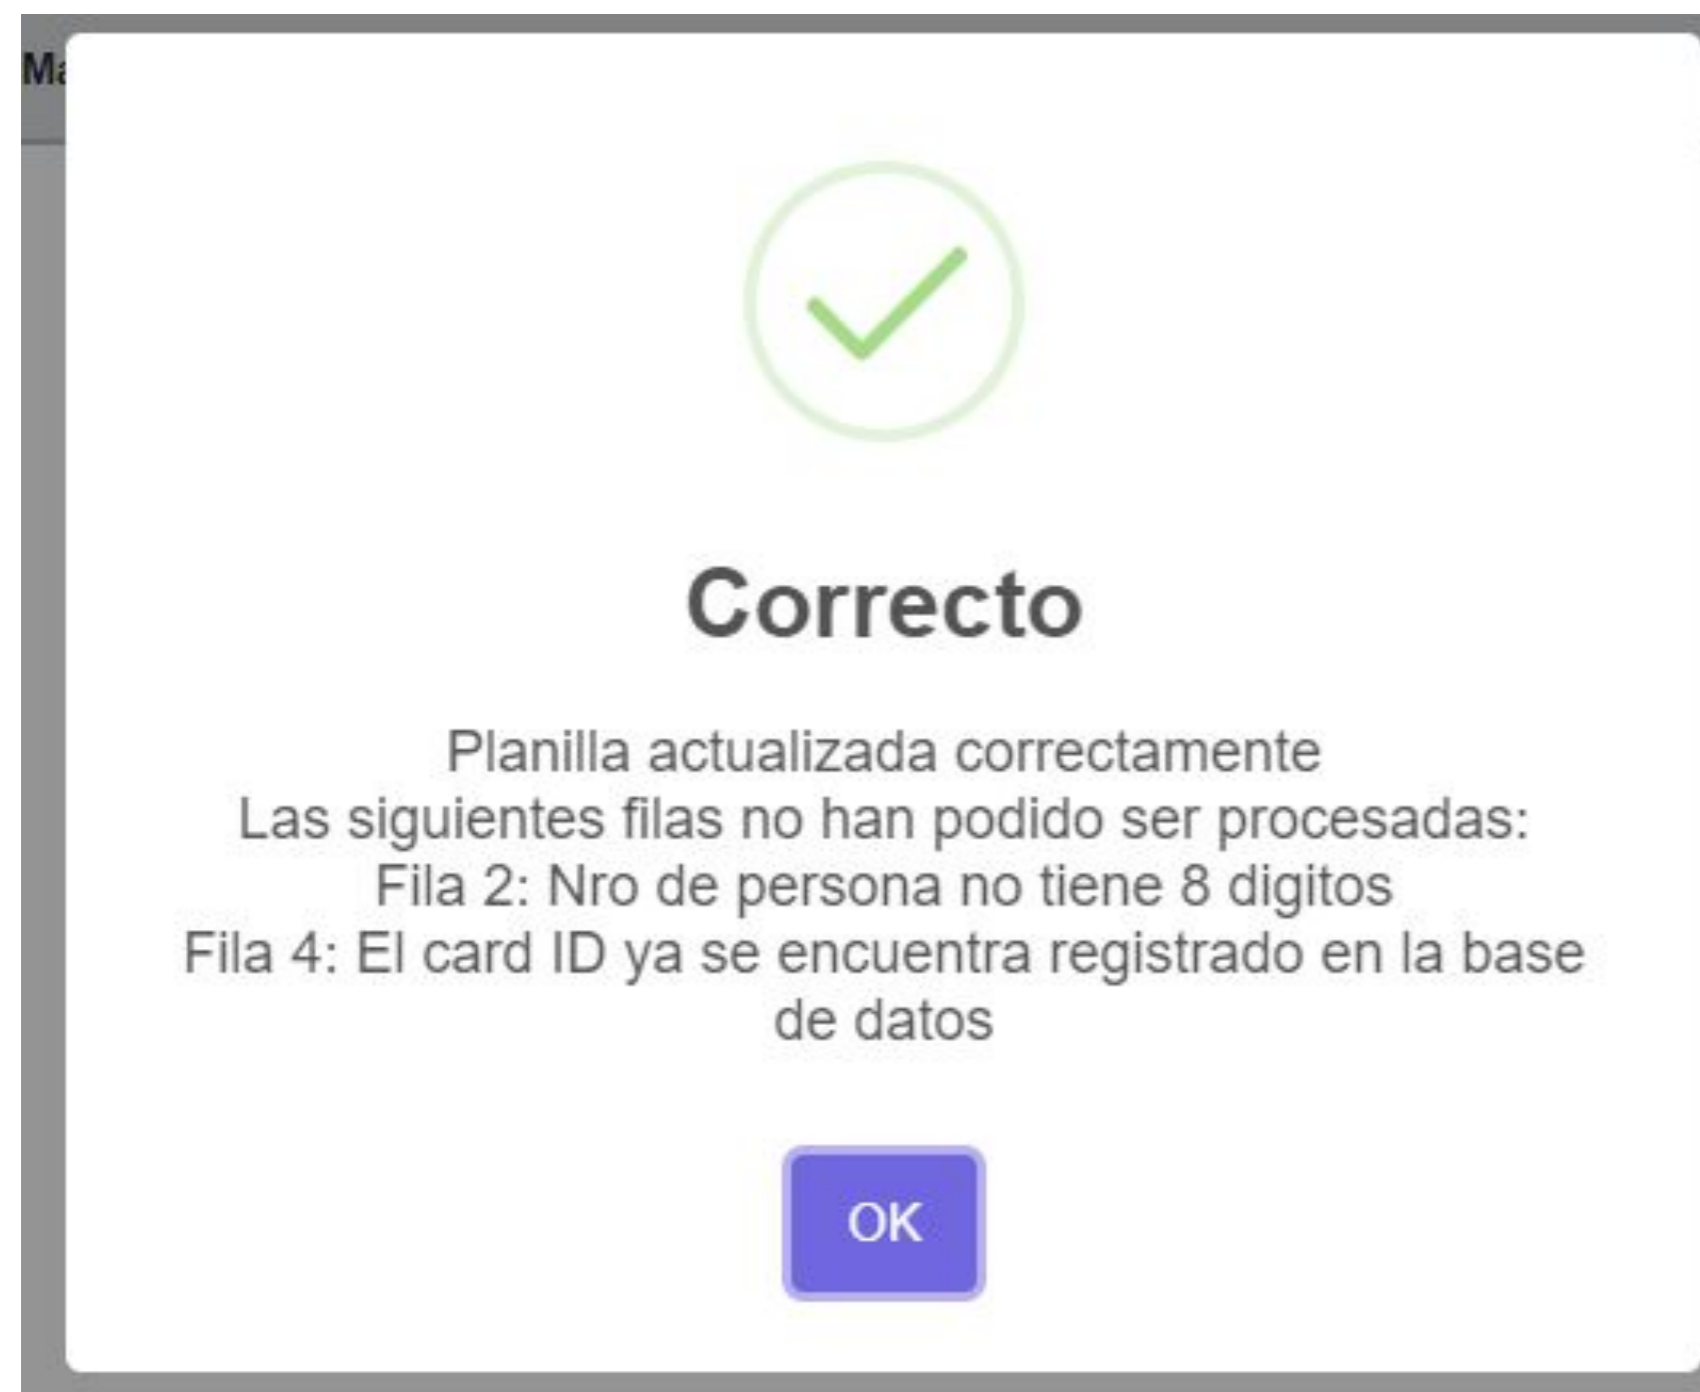 Correcto
Planilla actualizada correctamente
Las siguientes filas no han podido ser procesadas:
Fila 2: Nro de persona no tiene 8 digitos
Fila 4: El card ID ya se encuentra registrado en la base
de datos
OK